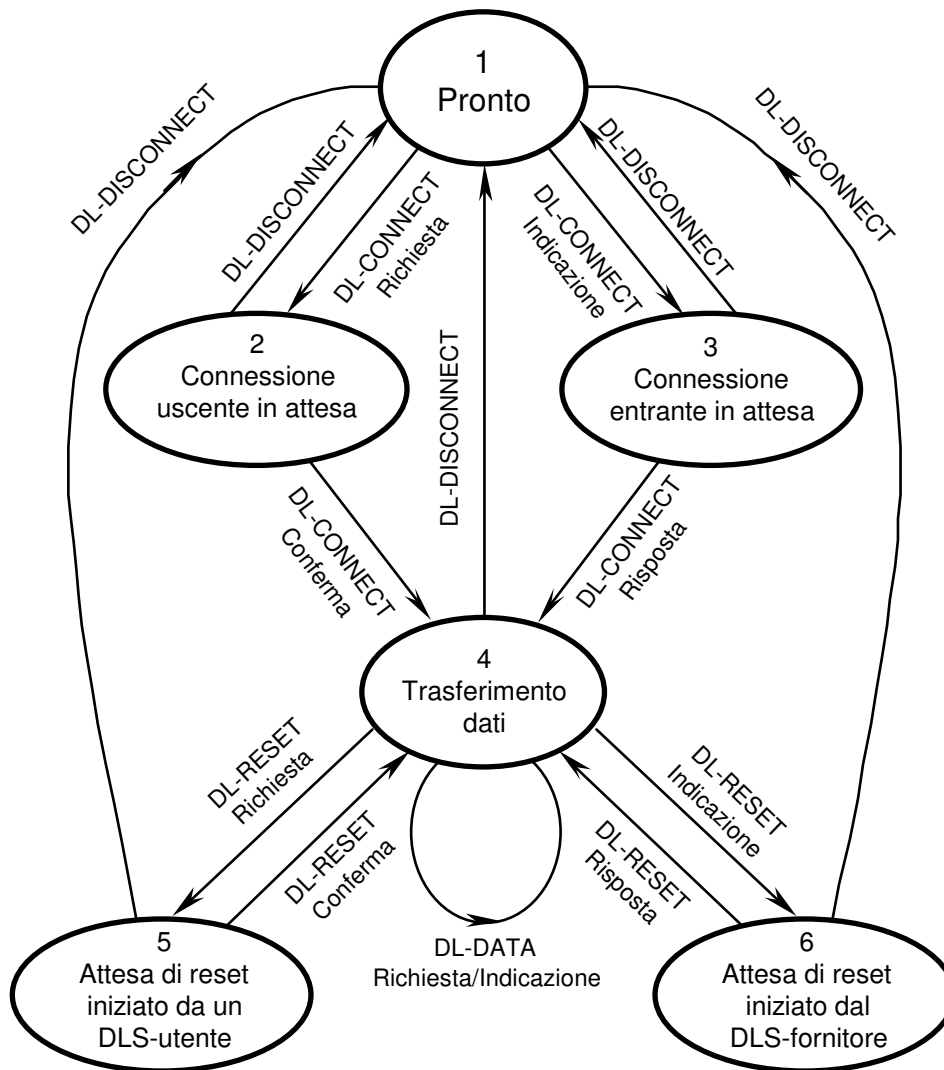 1
Pronto
DL-DISCONNECT
DL-DISCONNECT
DL-CONNECT
Richiesta
DL-CONNECT
Indicazione
DL-DISCONNECT
DL-DISCONNECT
2
Connessione
uscente in attesa
3
Connessione
entrante in attesa
DL-DISCONNECT
DL-CONNECT
Conferma
DL-CONNECT
Risposta
4
Trasferimento
dati
DL-RESET
Richiesta
DL-RESET
Conferma
DL-RESET
Indicazione
DL-RESET
Risposta
DL-DATA
Richiesta/Indicazione
5
Attesa di reset
iniziato da un
DLS-utente
6
Attesa di reset
iniziato dal
DLS-fornitore